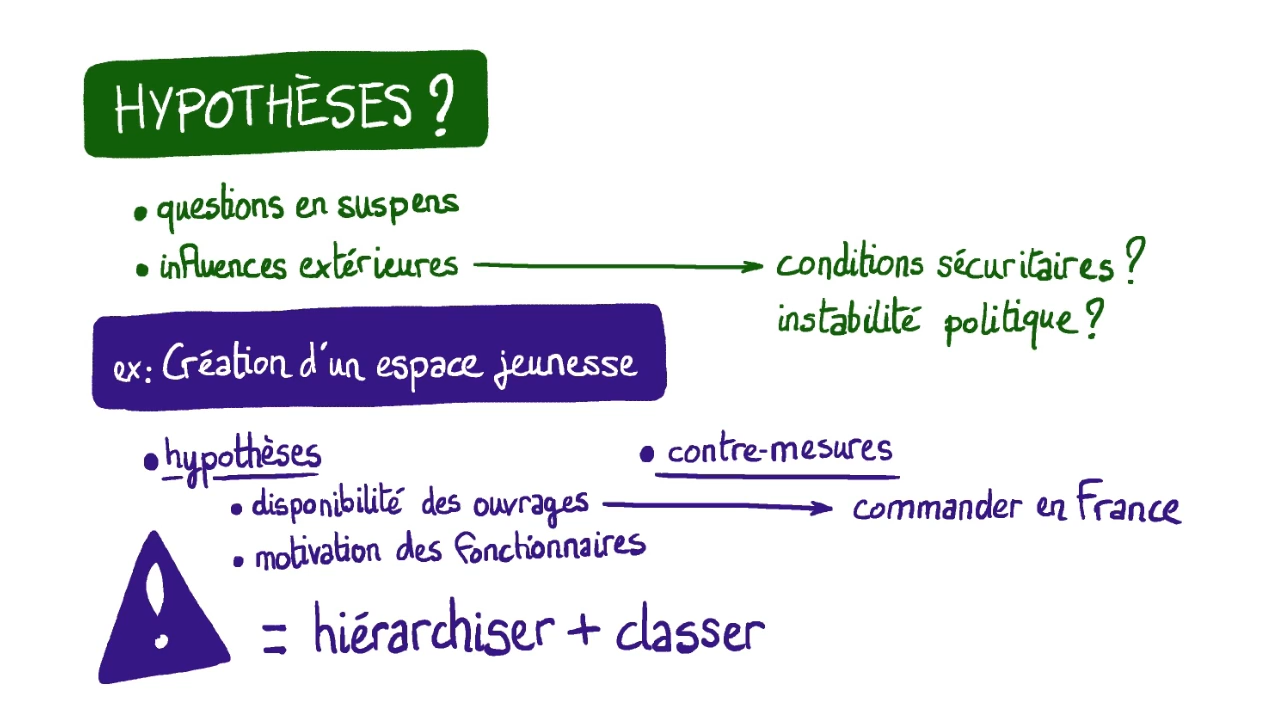 HYPOTHÈSES ?
• questions en suspens
• influences extérieures → conditions sécuritaires ?
instabilité politique ?
ex: Création d'un espace jeunesse
• hypothèses
• contre-mesures
• disponibilité des ouvrages → commander en France
• motivation des fonctionnaires
! = hiérarchiser + classer